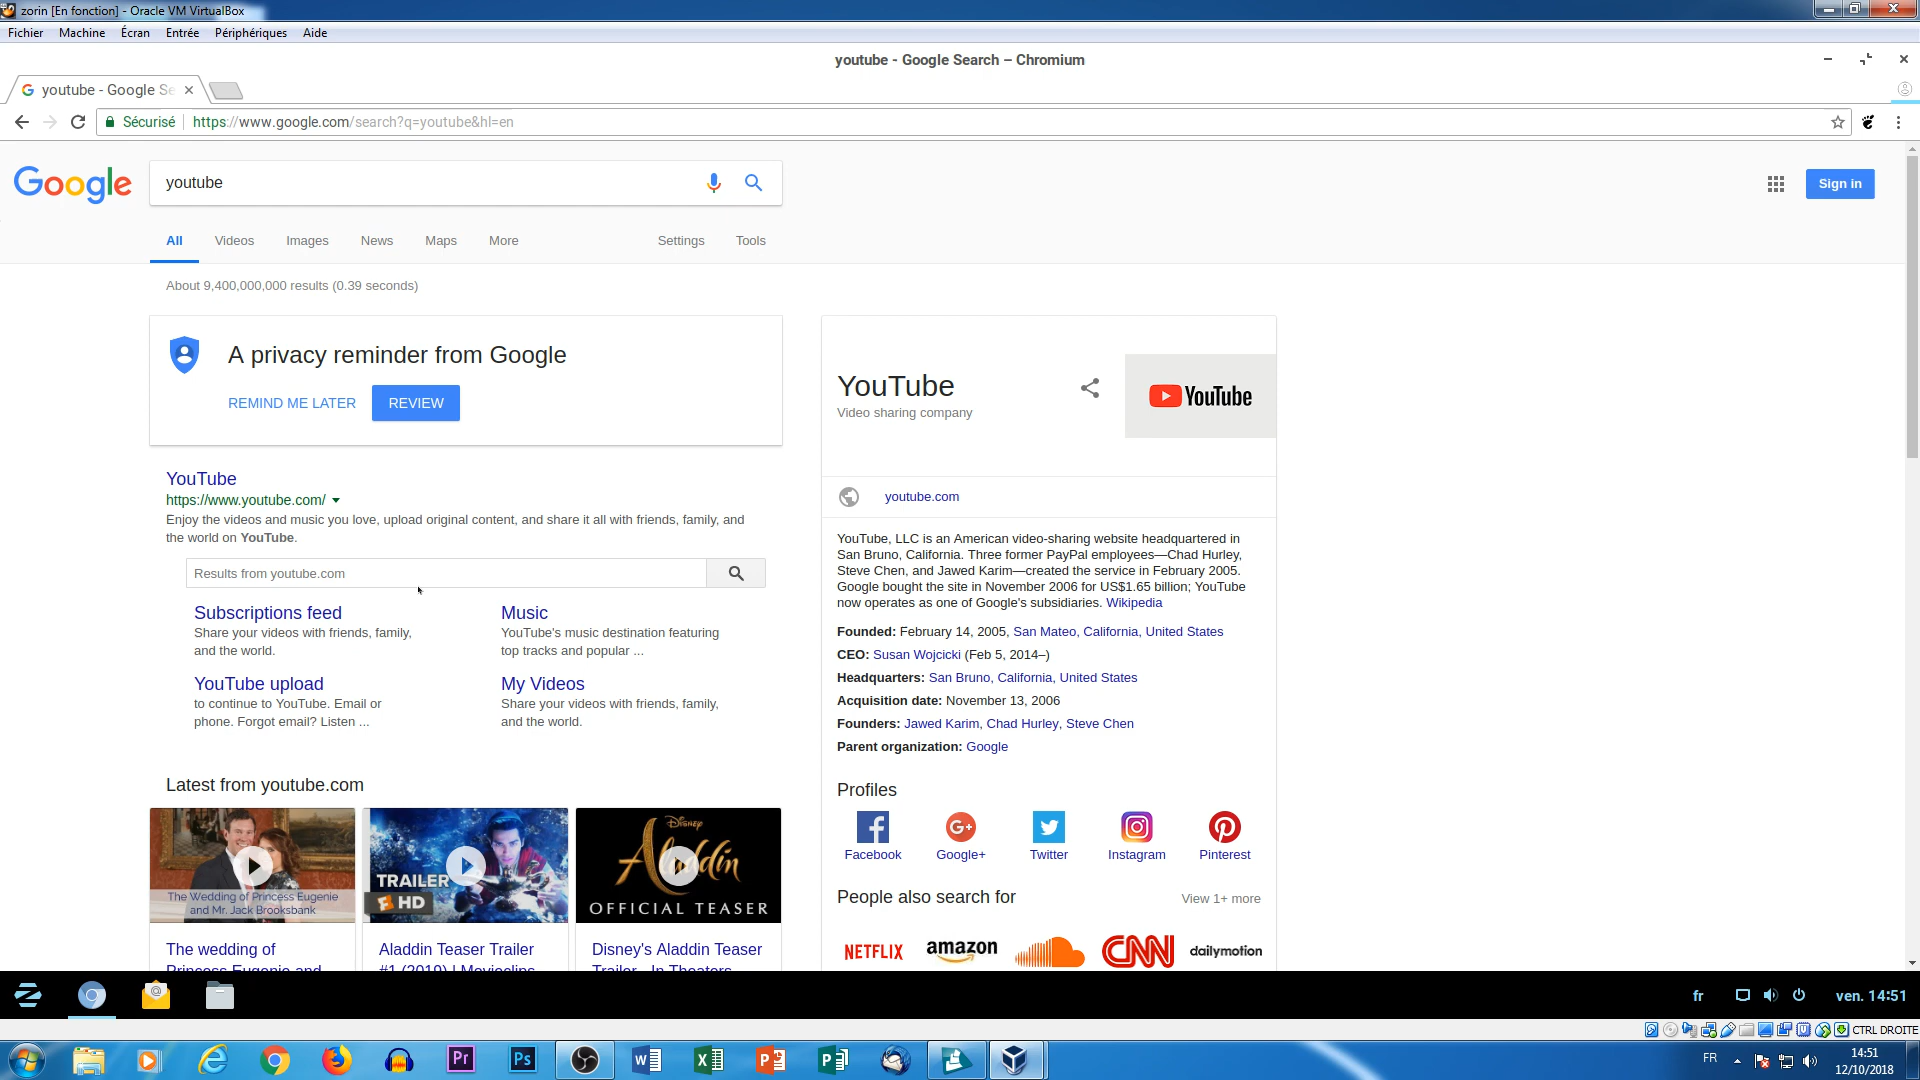 zorin [En fonction] - Oracle VM VirtualBox
Fichier Machine Écran Entrée Périphériques Aide
youtube - Google Search – Chromium
youtube - Google Se
Sécurisé https://www.google.com/search?q=youtube&hl=en
Google youtube Sign in
All Videos Images News Maps More Settings Tools
About 9,400,000,000 results (0.39 seconds)
A privacy reminder from Google
REMIND ME LATER REVIEW
YouTube
https://www.youtube.com/
Enjoy the videos and music you love, upload original content, and share it all with friends, family, and
the world on YouTube.
Results from youtube.com
Subscriptions feed
Share your videos with friends, family,
and the world.
Music
YouTube's music destination featuring
top tracks and popular ...
YouTube upload
to continue to YouTube. Email or
phone. Forgot email? Listen ...
My Videos
Share your videos with friends, family,
and the world.
Latest from youtube.com
The Wedding of Princess Eugenie
and Mr. Jack Brooksbank
TRAILER
HD
Disney
Aladdin
OFFICIAL TEASER
The wedding of
Princess Eugenie and
Aladdin Teaser Trailer
#1 (2019) | Movieclips
Disney's Aladdin Teaser
Trailer - In Theaters
YouTube
Video sharing company
YouTube
youtube.com
YouTube, LLC is an American video-sharing website headquartered in
San Bruno, California. Three former PayPal employees—Chad Hurley,
Steve Chen, and Jawed Karim—created the service in February 2005.
Google bought the site in November 2006 for US$1.65 billion; YouTube
now operates as one of Google's subsidiaries. Wikipedia
Founded: February 14, 2005, San Mateo, California, United States
CEO: Susan Wojcicki (Feb 5, 2014–)
Headquarters: San Bruno, California, United States
Acquisition date: November 13, 2006
Founders: Jawed Karim, Chad Hurley, Steve Chen
Parent organization: Google
Profiles
Facebook Google+ Twitter Instagram Pinterest
People also search for View 1+ more
NETFLIX amazon CNN dailymotion
fr ven. 14:51
CTRL DROITE
Pr Ps FR 14:51
12/10/2018